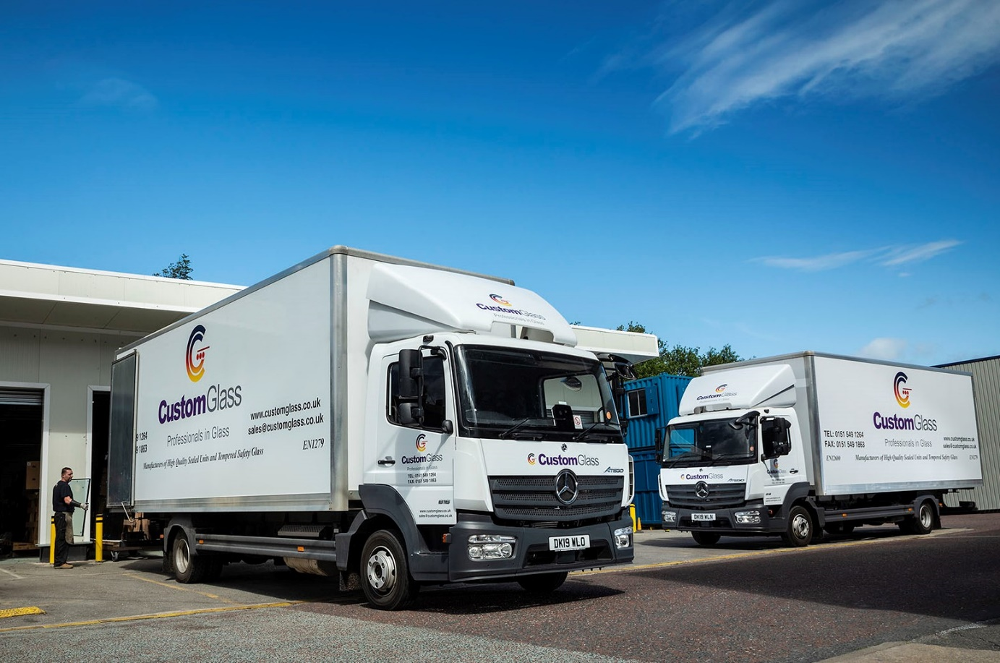 CustomGlass
Professionals in Glass
CustomGlass
Professionals in Glass
www.customglass.co.uk
sales@customglass.co.uk
9 1264
9 1863
EN1279
Manufacturers of High Quality Sealed Units and Tempered Safety Glass
CustomGlass
Professionals in Glass
TEL: 0151 549 1264
FAX: 0151 549 1863
816
www.customglass.co.uk
sales@customglass.co.uk
CustomGlass
ATEGO
DK19 WLO
CustomGlass
CustomGlass
ATEGO
DK19 WLN
CustomGlass
CustomGlass
Professionals in Glass
TEL: 0151 549 1264
FAX: 0151 549 1863
www.customglass.co.uk
sales@customglass.co.uk
EN12600
Manufacturers of High Quality Sealed Units and Tempered Safety Glass
EN1279